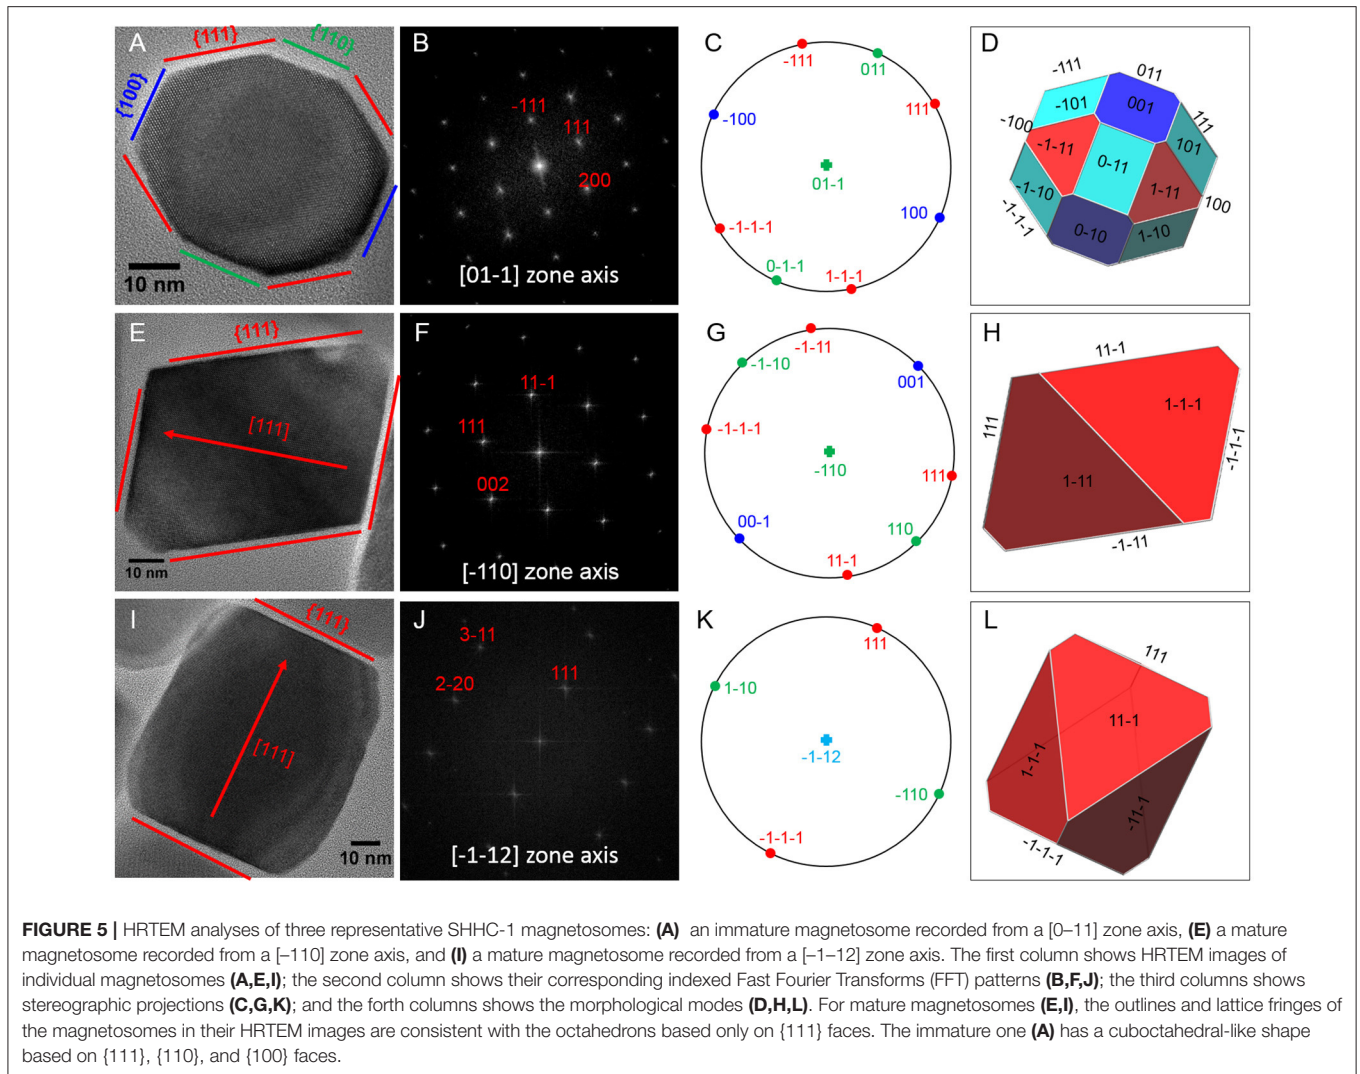 A
{111}
{110}
{100}
10 nm
B
-111
111
200
[01-1] zone axis
C
-111
011
111
-100
01-1
100
-1-1-1
0-1-1
1-1-1
D
-111
011
-101
001
111
-100
-1-11
0-11
101
-1-10
1-11
100
-1-1-1
0-10
1-10
E
{111}
[111]
10 nm
F
11-1
111
002
[-110] zone axis
G
-1-11
-1-10
001
-1-1-1
-110
111
00-1
110
11-1
H
11-1
1-1-1
111
-1-1-1
1-11
-1-11
I
{111}
[111]
10 nm
J
3-11
111
2-20
[-1-12] zone axis
K
111
1-10
-1-12
-110
-1-1-1
L
111
11-1
1-1-1
-11-1
-1-1-1
FIGURE 5 | HRTEM analyses of three representative SHHC-1 magnetosomes: (A) an immature magnetosome recorded from a [0–11] zone axis, (E) a mature
magnetosome recorded from a [–110] zone axis, and (I) a mature magnetosome recorded from a [–1–12] zone axis. The first column shows HRTEM images of
individual magnetosomes (A,E,I); the second column shows their corresponding indexed Fast Fourier Transforms (FFT) patterns (B,F,J); the third columns shows
stereographic projections (C,G,K); and the forth columns shows the morphological modes (D,H,L). For mature magnetosomes (E,I), the outlines and lattice fringes of
the magnetosomes in their HRTEM images are consistent with the octahedrons based only on {111} faces. The immature one (A) has a cuboctahedral-like shape
based on {111}, {110}, and {100} faces.